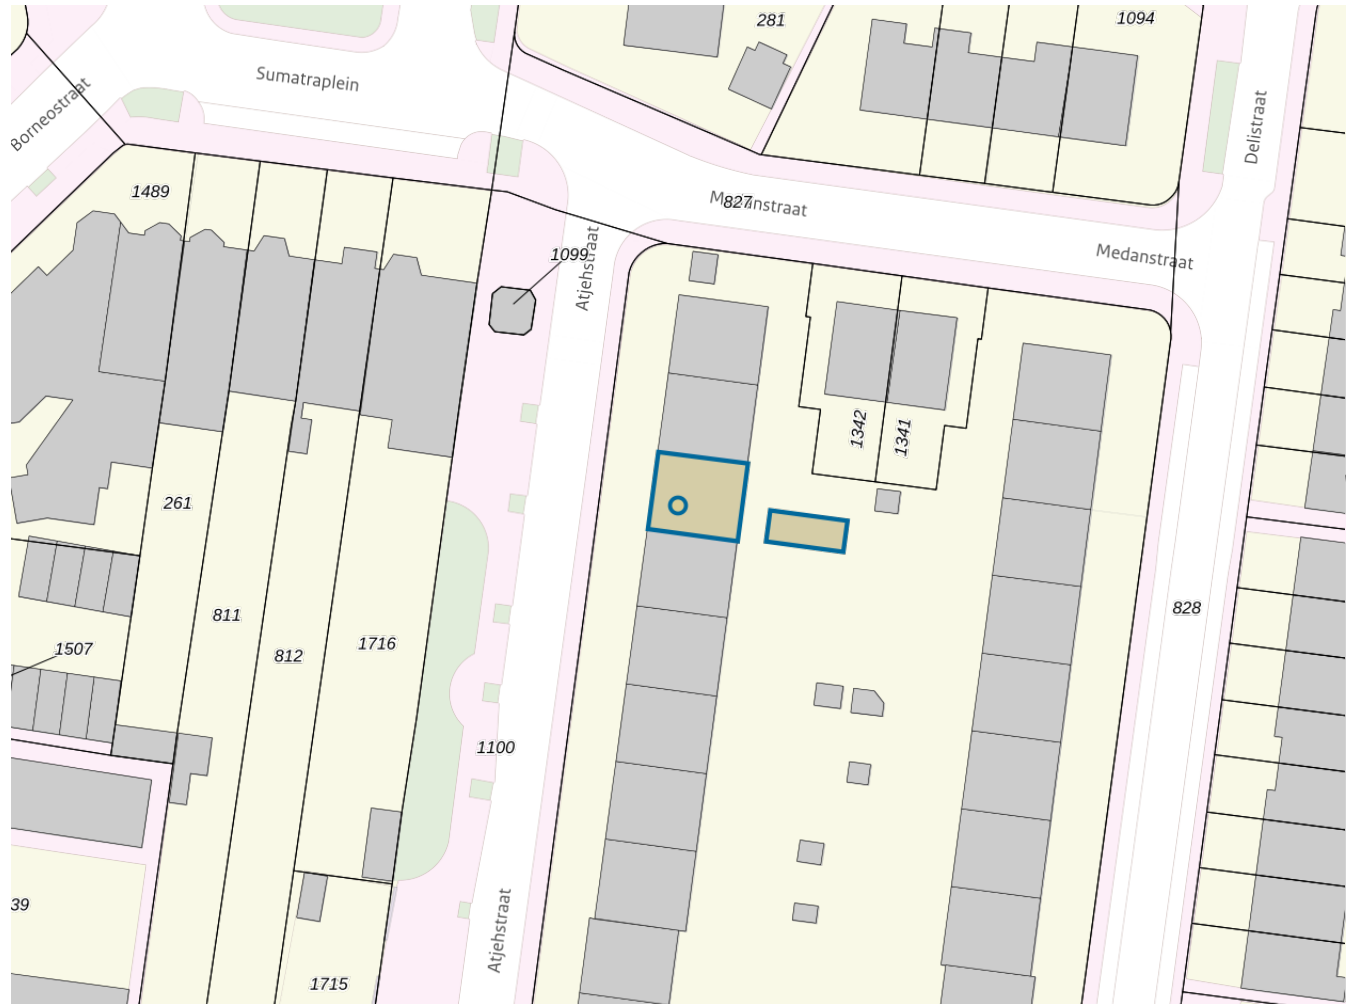 281
1094
Sumatraplein
Borneostraat
Delistraat
1489
Medanstraat
827
Medanstraat
1099
Atjehstraat
1342
1341
261
811
812
1716
1507
828
1100
39
Atjehstraat
1715